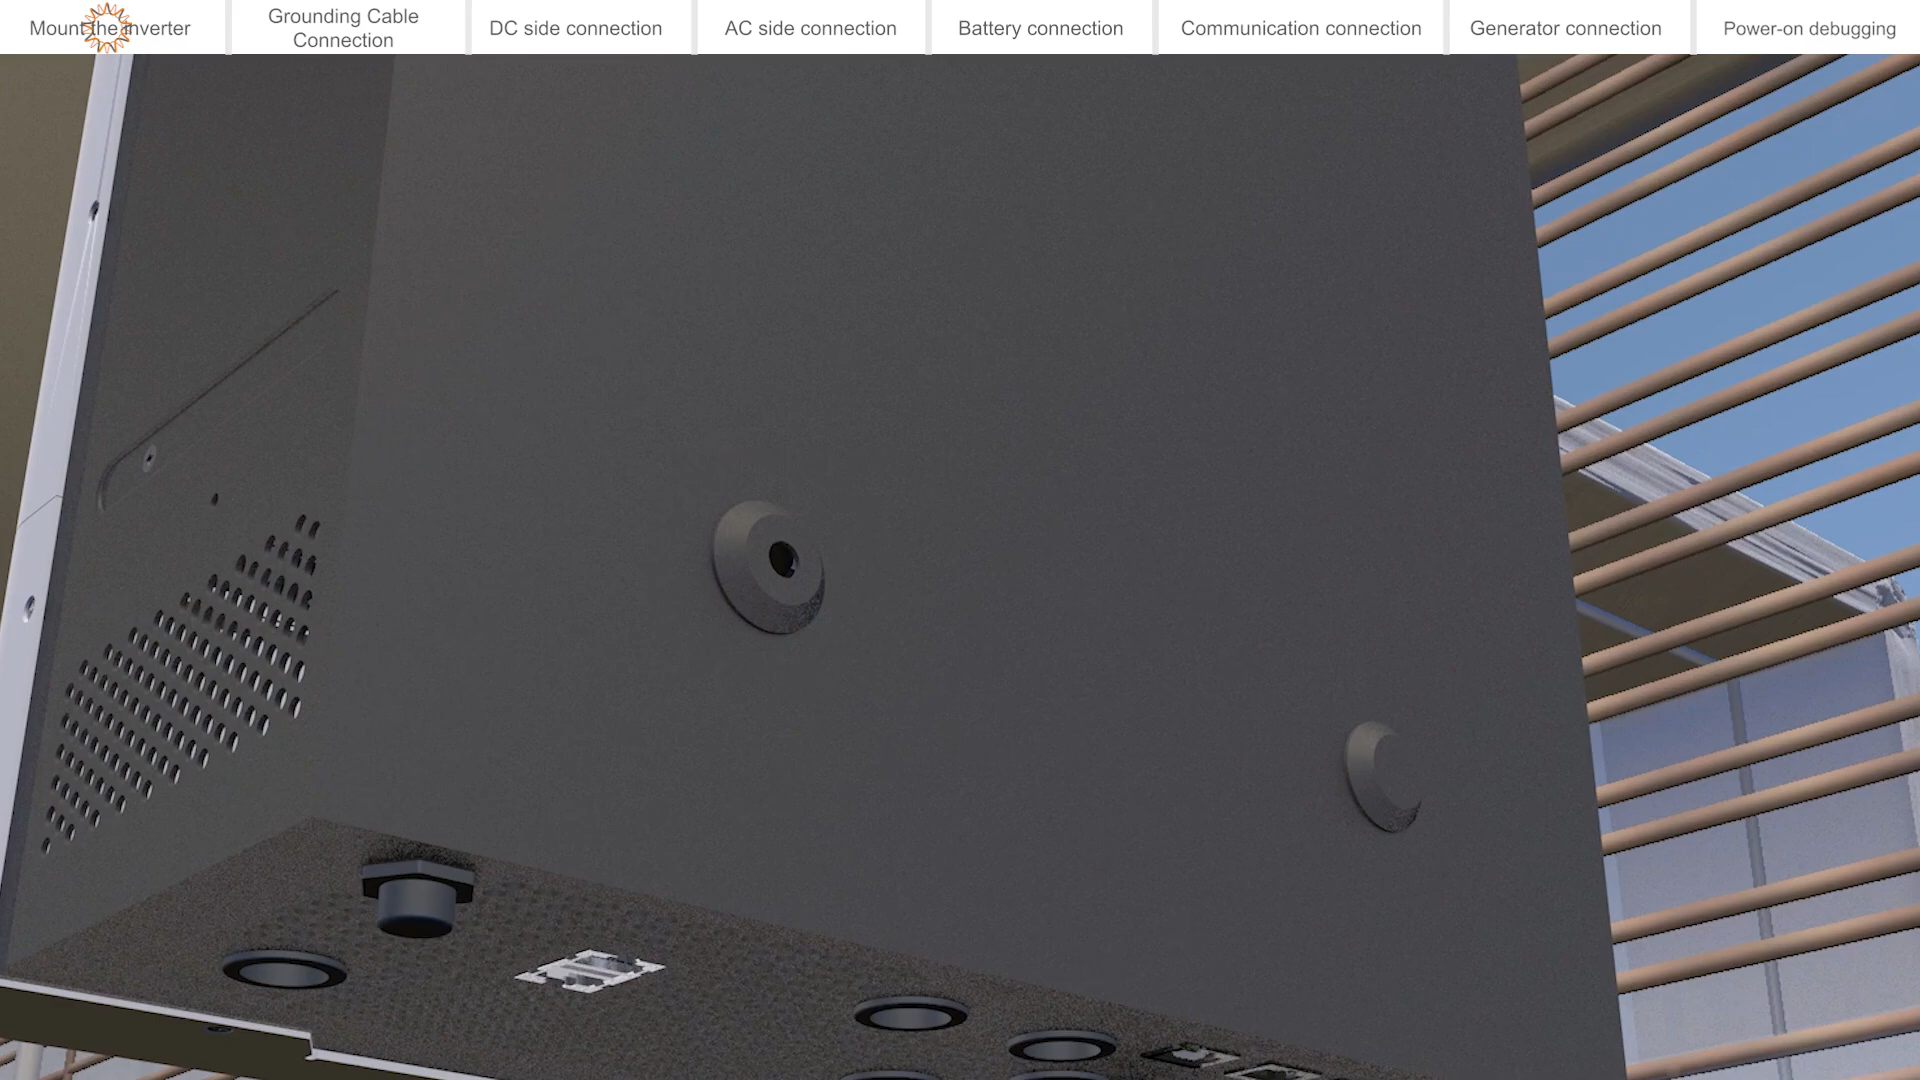 Mount the inverter
Grounding Cable
Connection
DC side connection
AC side connection
Battery connection
Communication connection
Generator connection
Power-on debugging